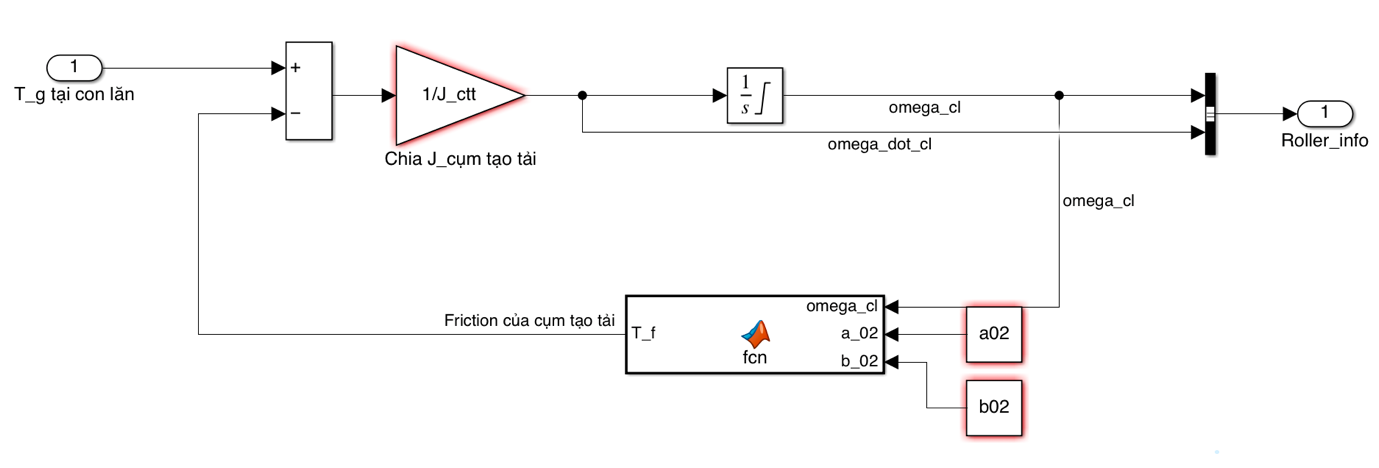 1
T_g tại con lăn
+
−
1/J_ctt
Chia J_cụm tạo tải
1
s
omega_cl
omega_dot_cl
1
Roller_info
omega_cl
Friction của cụm tạo tải
T_f
fcn
omega_cl
a_02
b_02
a02
b02